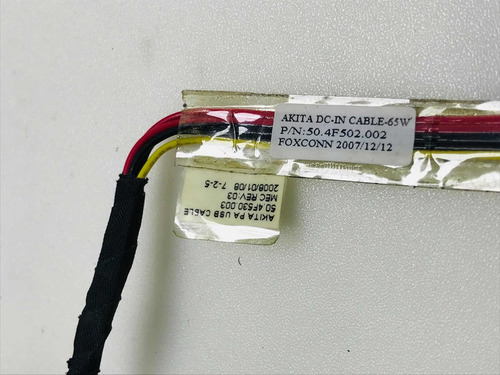 AKITA DC-IN CABLE-65W
P/N:50.4F502.002
FOXCONN 2007/12/12
AKITA PA USB CABLE
50.4F530.003
MEC REV:03
2008/01/08 7-2-5